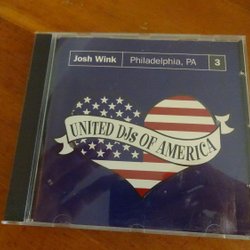 Josh Wink Philadelphia, PA 3
UNITED DJs OF AMERICA